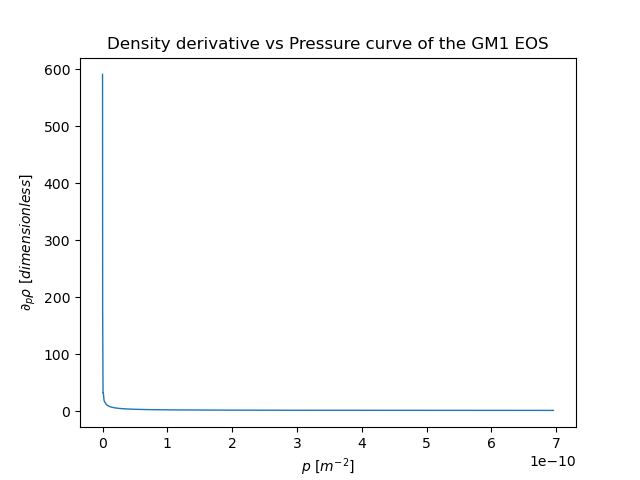 Density derivative vs Pressure curve of the GM1 EOS
600
500
400
300
200
100
0
∂pρ [dimensionless]
0 1 2 3 4 5 6 7
1e−10
p [m⁻²]